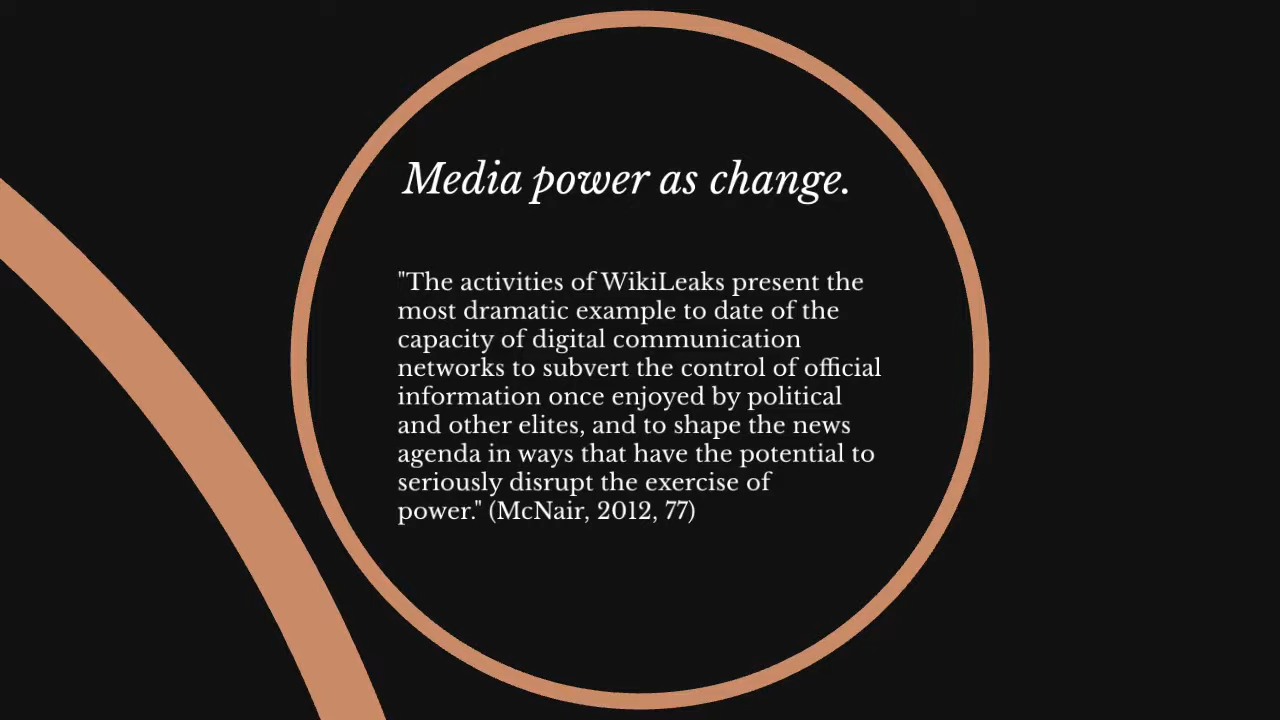 Media power as change.
"The activities of WikiLeaks present the
most dramatic example to date of the
capacity of digital communication
networks to subvert the control of official
information once enjoyed by political
and other elites, and to shape the news
agenda in ways that have the potential to
seriously disrupt the exercise of
power." (McNair, 2012, 77)